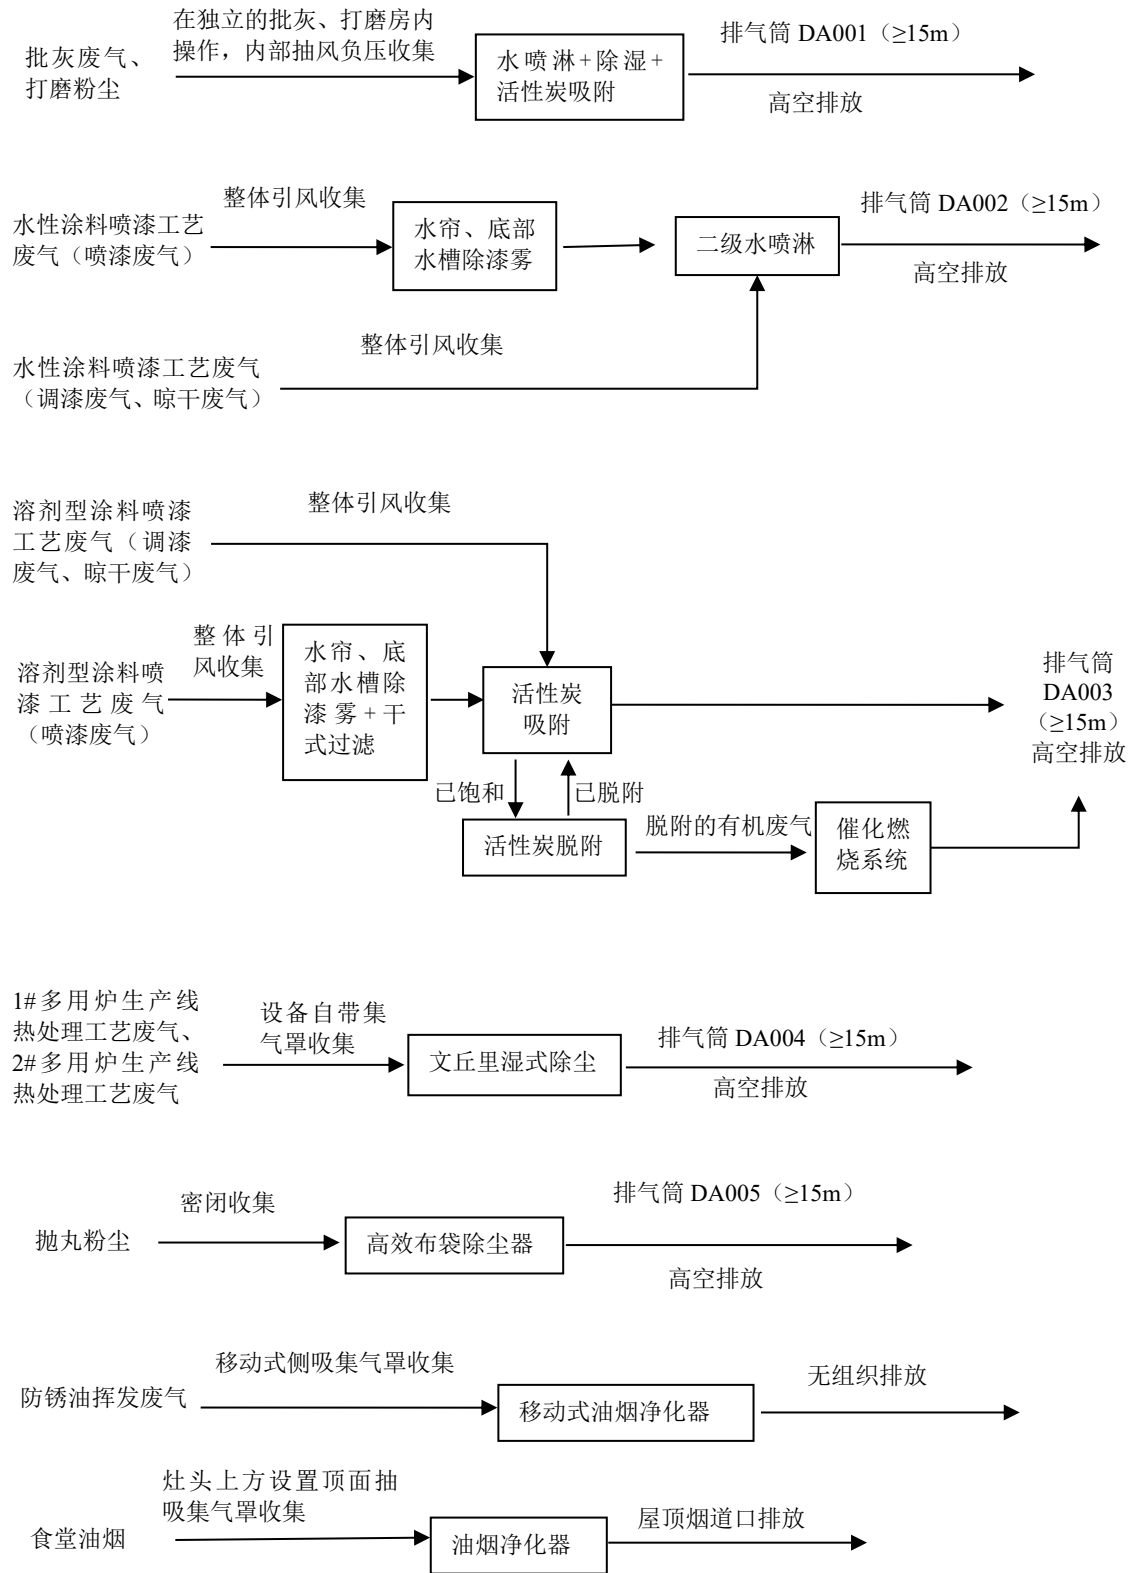 在独立的批灰、打磨房内
操作，内部抽风负压收集
排气筒 DA001（≥15m）
批灰废气、
打磨粉尘
水喷淋+除湿+
活性炭吸附
高空排放
整体引风收集
排气筒 DA002（≥15m）
水性涂料喷漆工艺
废气（喷漆废气）
水帘、底部
水槽除漆雾
二级水喷淋
高空排放
整体引风收集
水性涂料喷漆工艺废气
（调漆废气、晾干废气）
整体引风收集
溶剂型涂料喷漆
工艺废气（调漆
废气、晾干废气）
整体引
风收集
溶剂型涂料喷
漆工艺废气
（喷漆废气）
水帘、底
部水槽除
漆雾+干
式过滤
活性炭
吸附
排气筒
DA003
（≥15m）
高空排放
已饱和
已脱附
活性炭脱附
脱附的有机废气
催化燃
烧系统
1#多用炉生产线
热处理工艺废气、
2#多用炉生产线
热处理工艺废气
设备自带集
气罩收集
文丘里湿式除尘
排气筒 DA004（≥15m）
高空排放
抛丸粉尘
密闭收集
高效布袋除尘器
排气筒 DA005（≥15m）
高空排放
防锈油挥发废气
移动式侧吸集气罩收集
移动式油烟净化器
无组织排放
食堂油烟
灶头上方设置顶面抽
吸集气罩收集
油烟净化器
屋顶烟道口排放